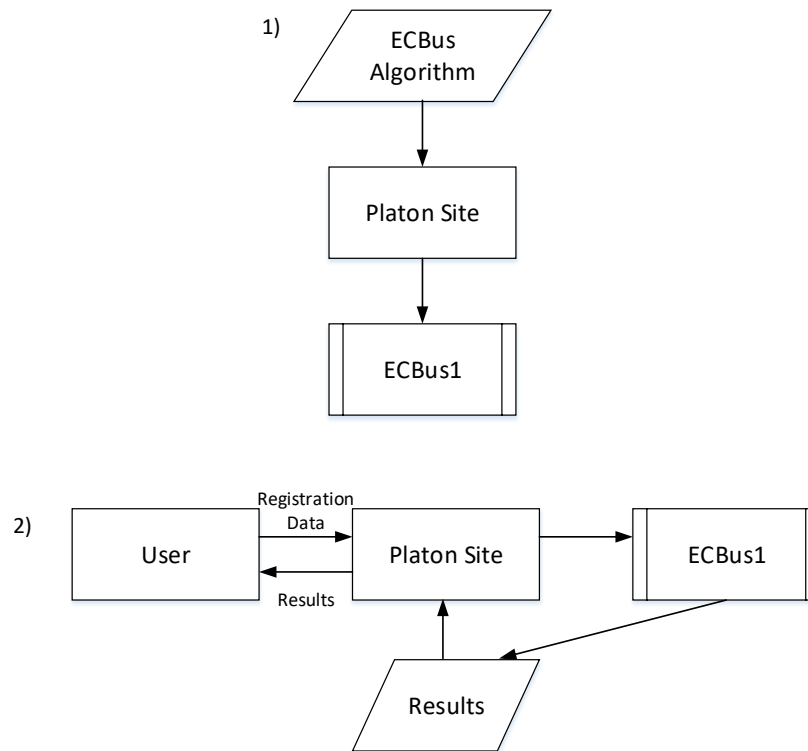 1)
ECBus
Algorithm
Platon Site
ECBus1
2)
Registration
Data
User
Platon Site
ECBus1
Results
Results